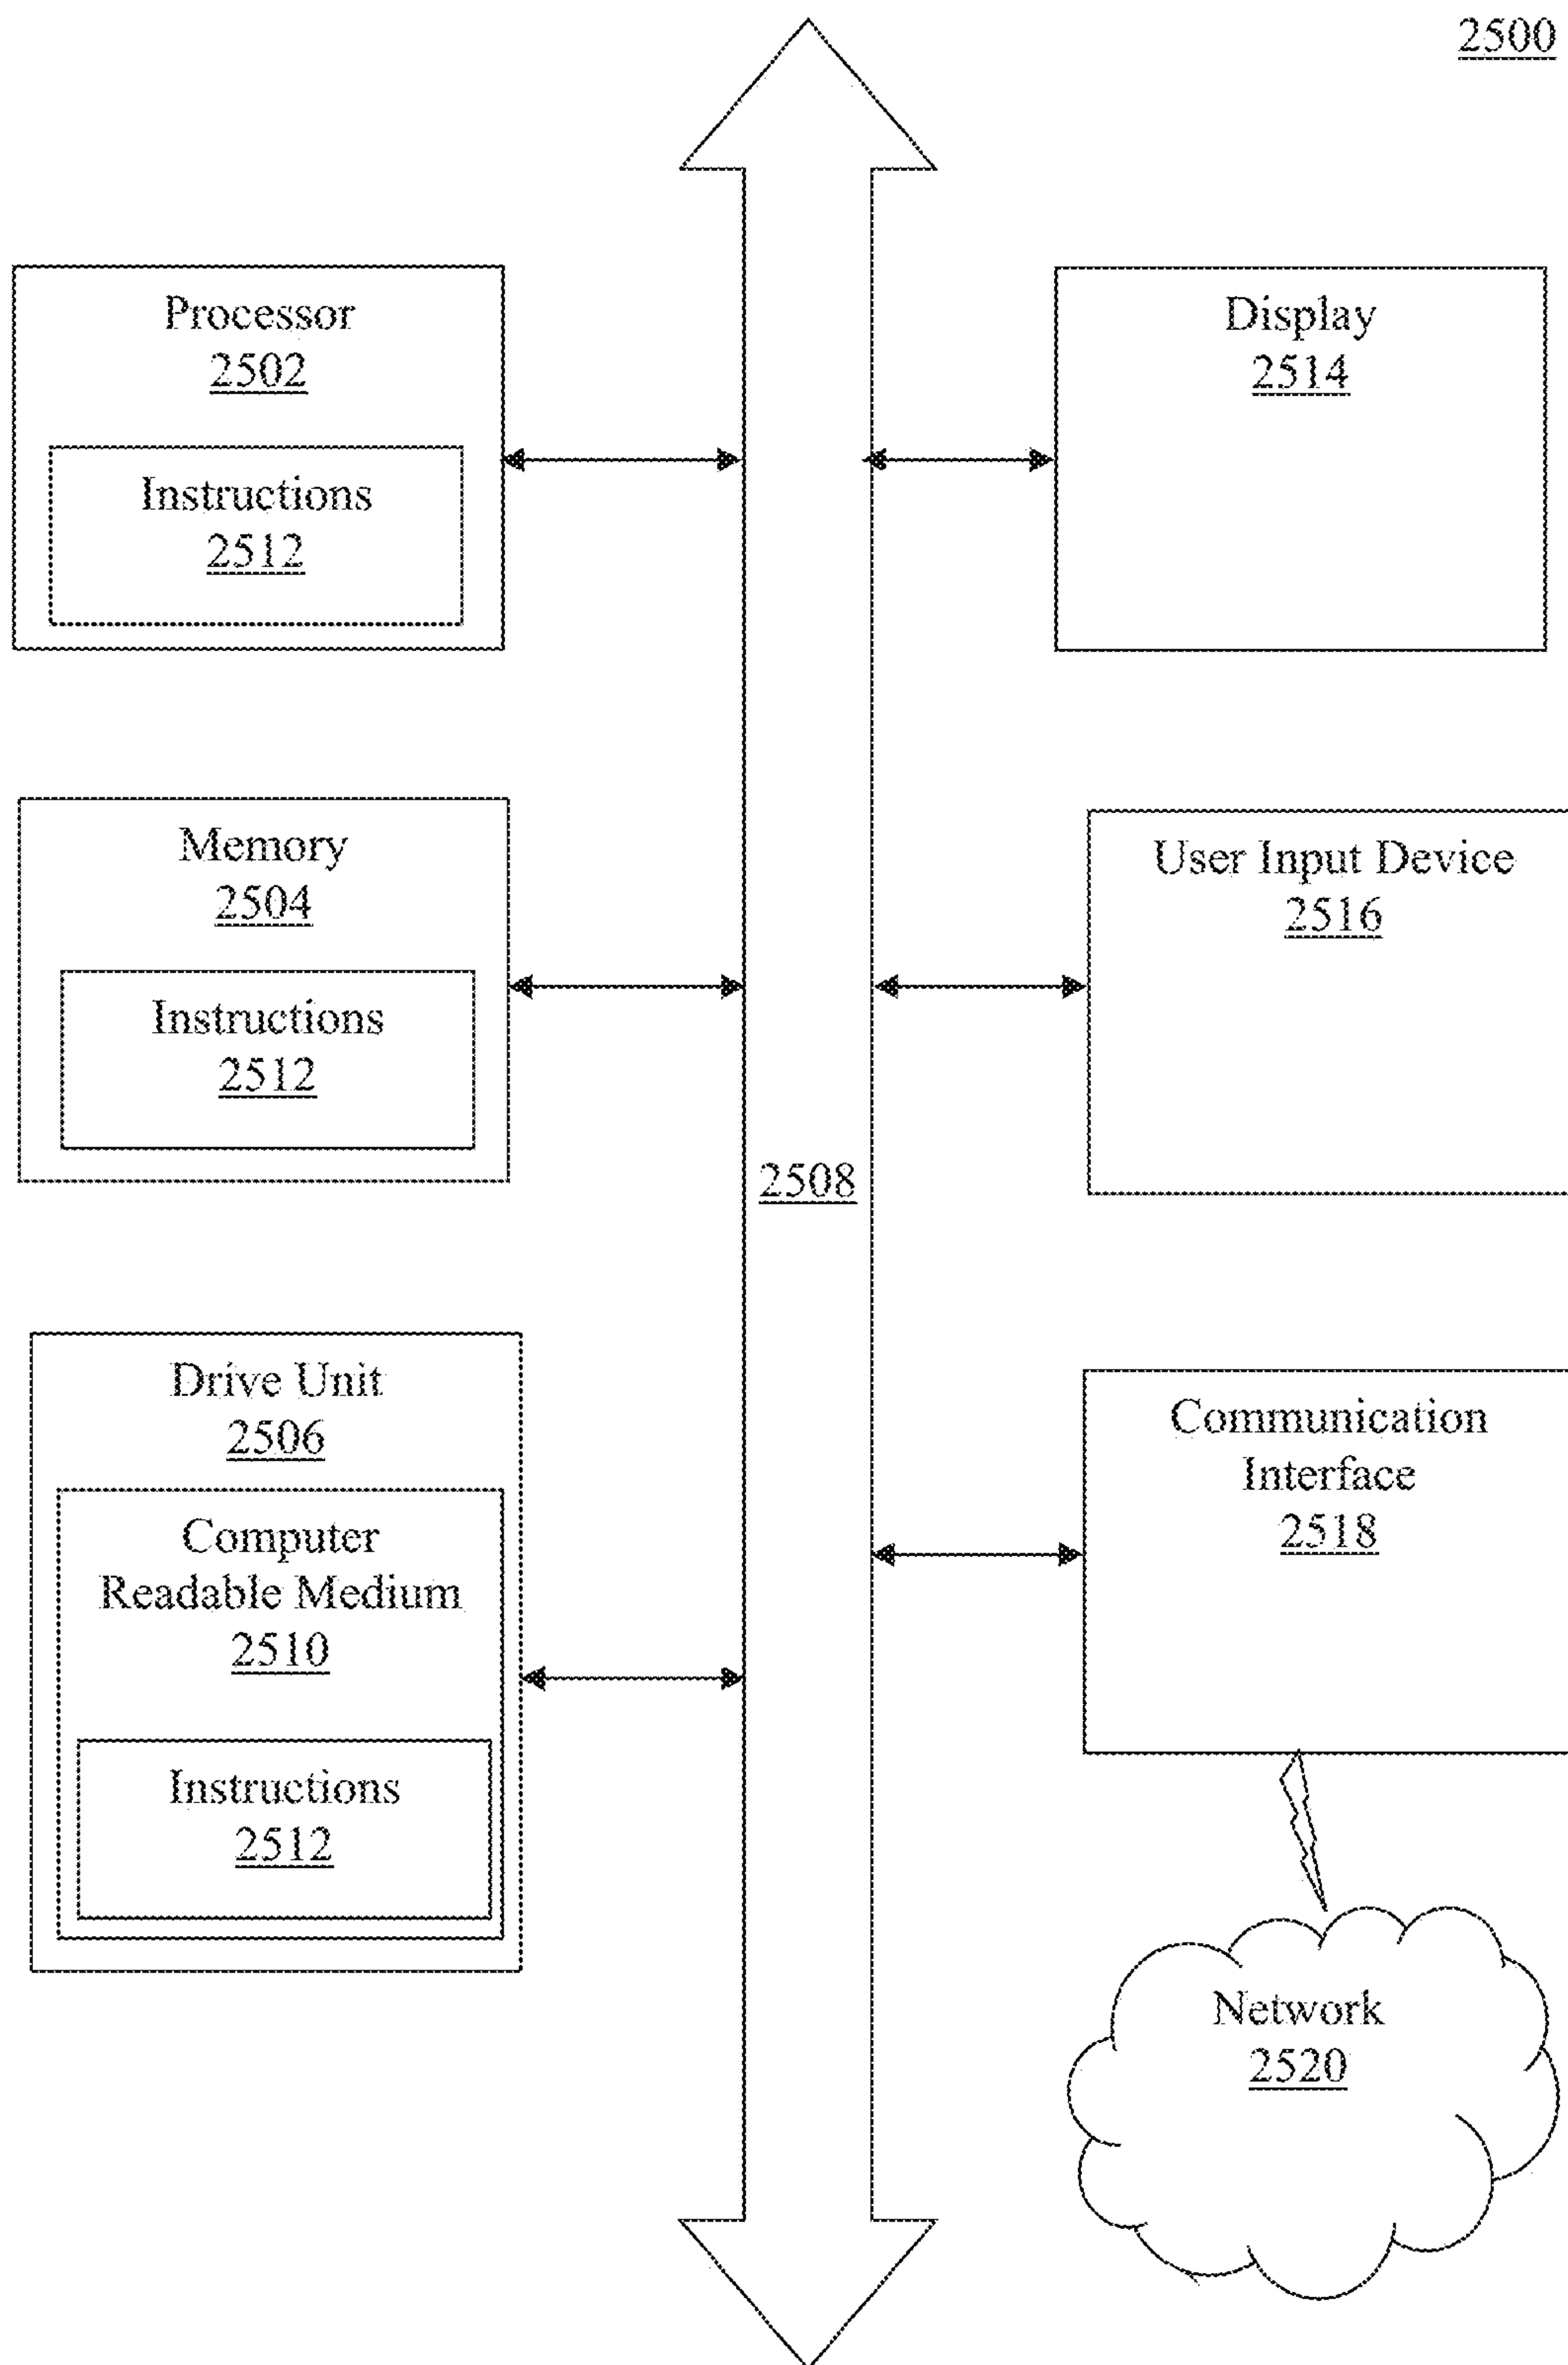 2500
Processor
2502
Instructions
2512
Display
2514
Memory
2504
Instructions
2512
User Input Device
2516
2508
Drive Unit
2506
Computer
Readable Medium
2510
Instructions
2512
Communication
Interface
2518
Network
2520